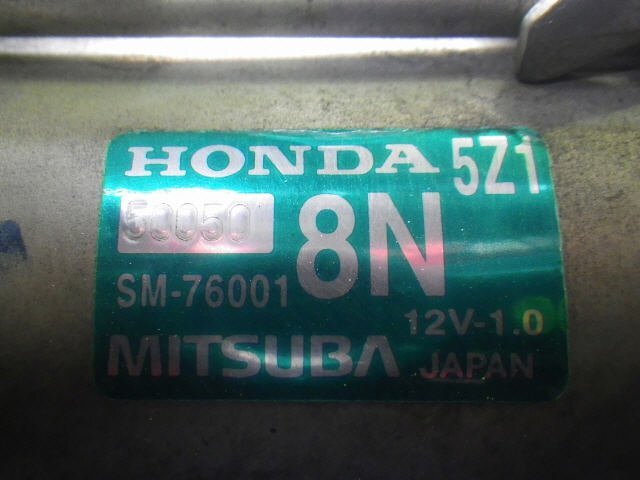 HONDA 5Z1
50050 8N
SM-76001
12V-1.0
MITSUBA JAPAN